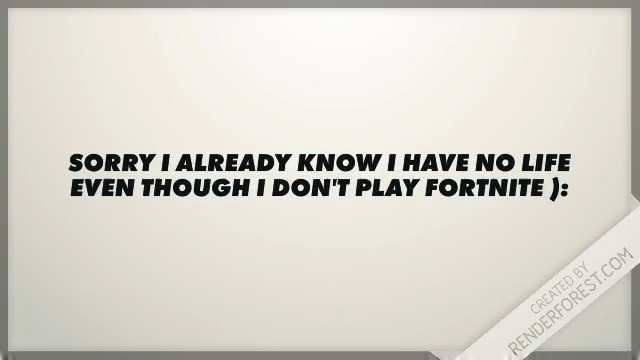 SORRY I ALREADY KNOW I HAVE NO LIFE
EVEN THOUGH I DON'T PLAY FORTNITE ):
CREATED BY
RENDERFOREST.COM